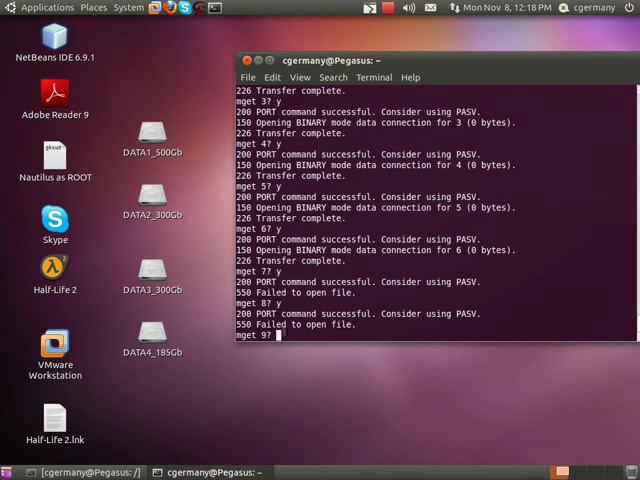 Applications Places System
Mon Nov 8, 12:18 PM cgermany
NetBeans IDE 6.9.1
Adobe Reader 9
gksud
Nautilus as ROOT
Skype
Half-Life 2
VMware
Workstation
Half-Life 2.lnk
DATA1_500Gb
DATA2_300Gb
DATA3_300Gb
DATA4_185Gb
cgermany@Pegasus: ~
File Edit View Search Terminal Help
226 Transfer complete.
mget 3? y
200 PORT command successful. Consider using PASV.
150 Opening BINARY mode data connection for 3 (0 bytes).
226 Transfer complete.
mget 4? y
200 PORT command successful. Consider using PASV.
150 Opening BINARY mode data connection for 4 (0 bytes).
226 Transfer complete.
mget 5? y
200 PORT command successful. Consider using PASV.
150 Opening BINARY mode data connection for 5 (0 bytes).
226 Transfer complete.
mget 6? y
200 PORT command successful. Consider using PASV.
150 Opening BINARY mode data connection for 6 (0 bytes).
226 Transfer complete.
mget 7? y
200 PORT command successful. Consider using PASV.
550 Failed to open file.
mget 8? y
200 PORT command successful. Consider using PASV.
550 Failed to open file.
mget 9?
[cgermany@Pegasus: /]
cgermany@Pegasus: ~